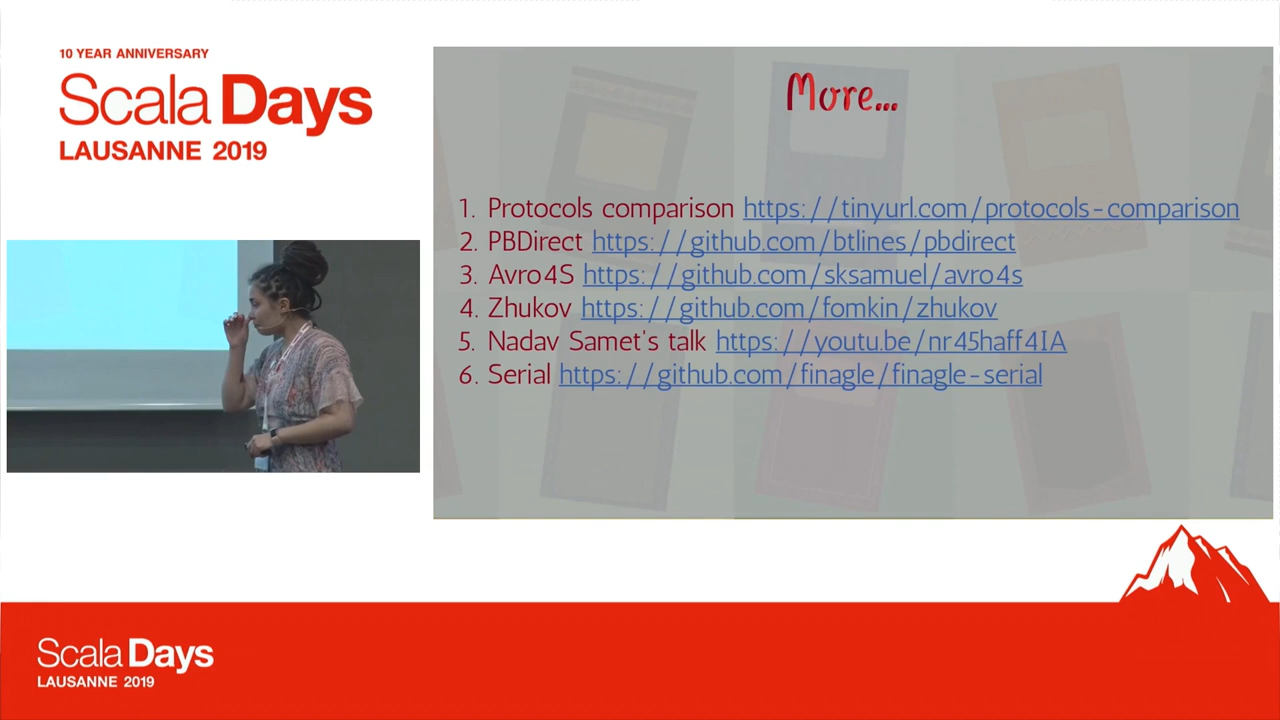 10 YEAR ANNIVERSARY
Scala Days
LAUSANNE 2019
More...
1. Protocols comparison https://tinyurl.com/protocols-comparison
2. PBDirect https://github.com/btlines/pbdirect
3. Avro4S https://github.com/sksamuel/avro4s
4. Zhukov https://github.com/fomkin/zhukov
5. Nadav Samet's talk https://youtu.be/nr45haff4IA
6. Serial https://github.com/finagle/finagle-serial
Scala Days
LAUSANNE 2019